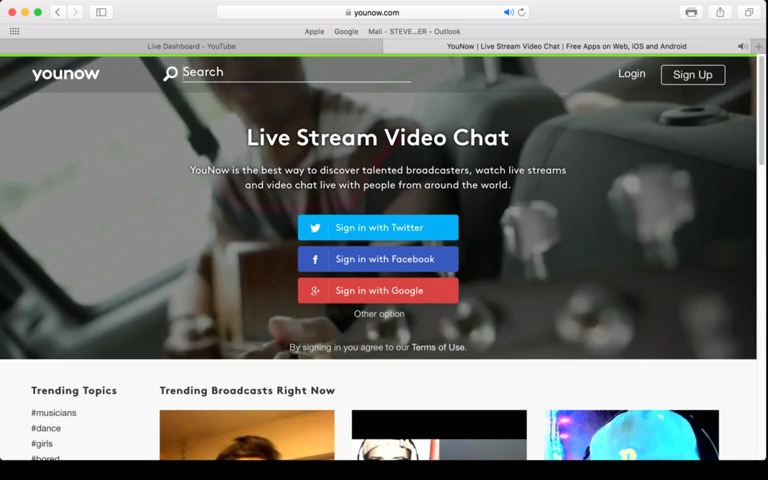 younow.com
Apple Google Mail - STEVE...ER - Outlook
Live Dashboard - YouTube
YouNow | Live Stream Video Chat | Free Apps on Web, iOS and Android
younow
Search
Login
Sign Up
Live Stream Video Chat
YouNow is the best way to discover talented broadcasters, watch live streams
and video chat live with people from around the world.
Sign in with Twitter
f Sign in with Facebook
g+ Sign in with Google
Other option
By signing in you agree to our Terms of Use.
Trending Topics
#musicians
#dance
#girls
#bored
Trending Broadcasts Right Now